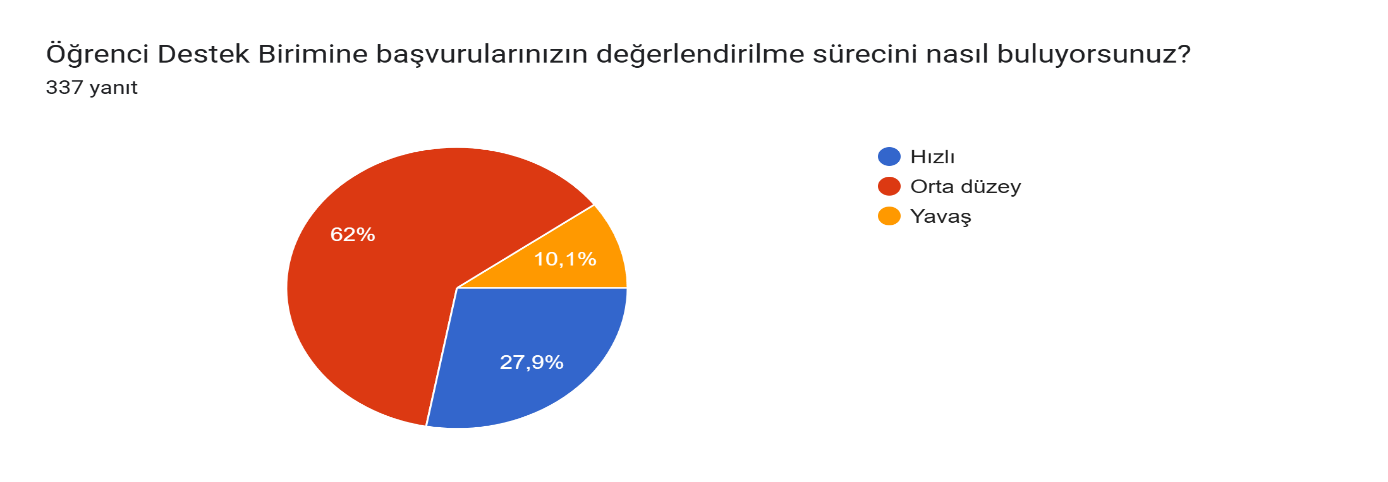 Öğrenci Destek Birimine başvurularınızın değerlendirilme sürecini nasıl buluyorsunuz?
337 yanıt
Hızlı
Orta düzey
Yavaş
62%
10,1%
27,9%